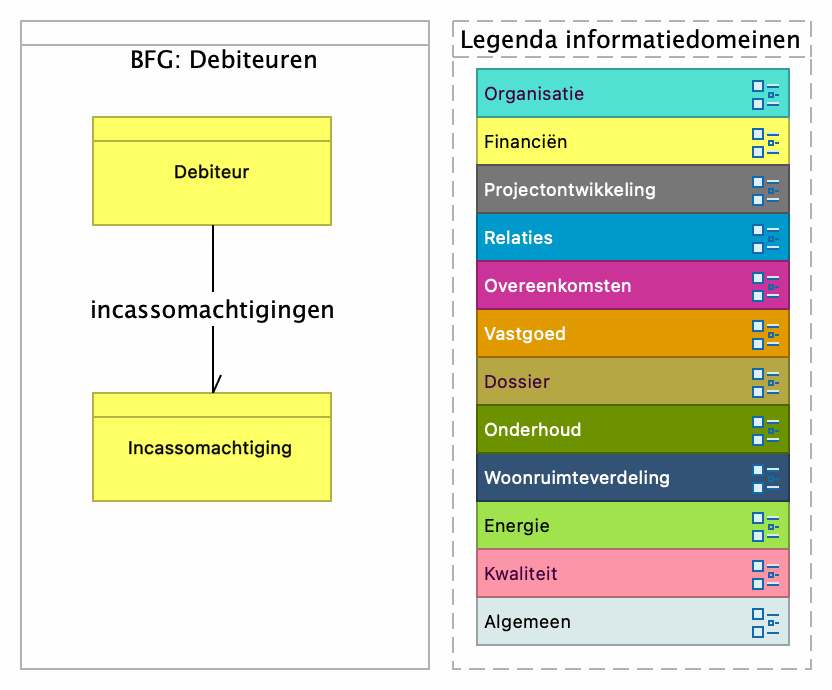 BFG: Debiteuren
Debiteur
incassomachtigingen
Incassomachtiging
Legenda informatiedomeinen
Organisatie
Financiën
Projectontwikkeling
Relaties
Overeenkomsten
Vastgoed
Dossier
Onderhoud
Woonruimteverdeling
Energie
Kwaliteit
Algemeen